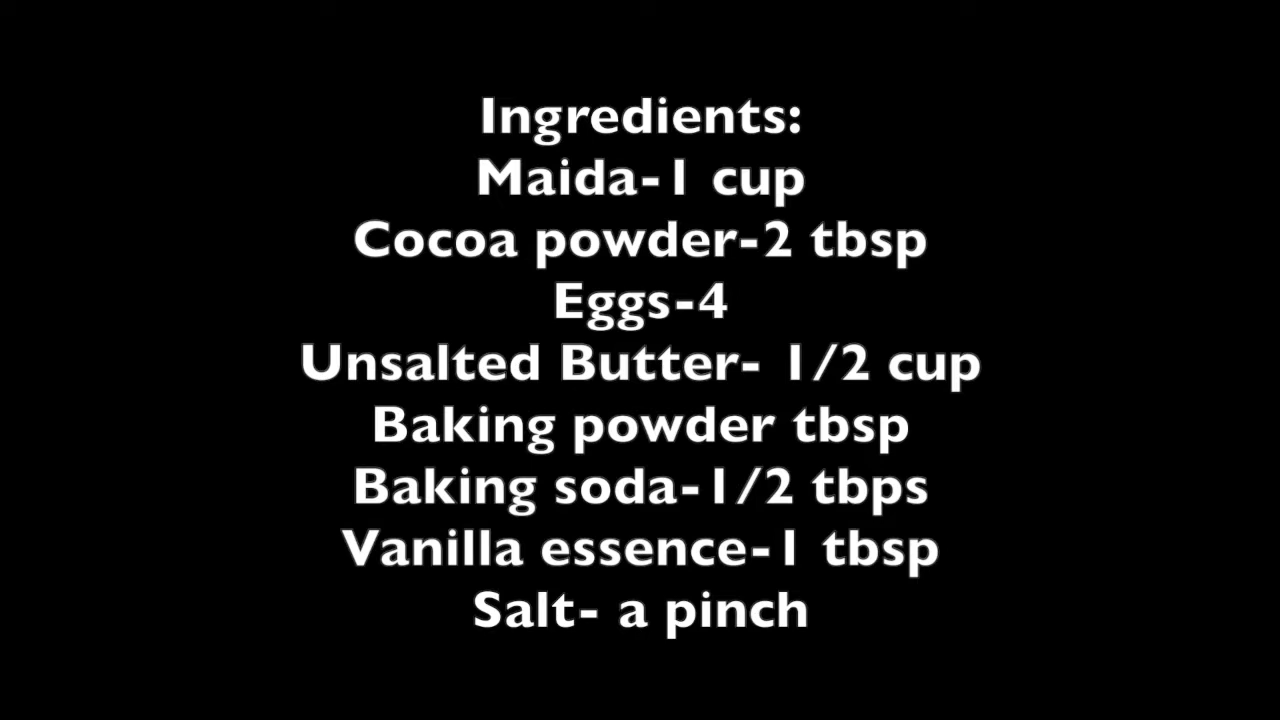 Ingredients:
Maida-1 cup
Cocoa powder-2 tbsp
Eggs-4
Unsalted Butter- 1/2 cup
Baking powder tbsp
Baking soda-1/2 tbps
Vanilla essence-1 tbsp
Salt- a pinch